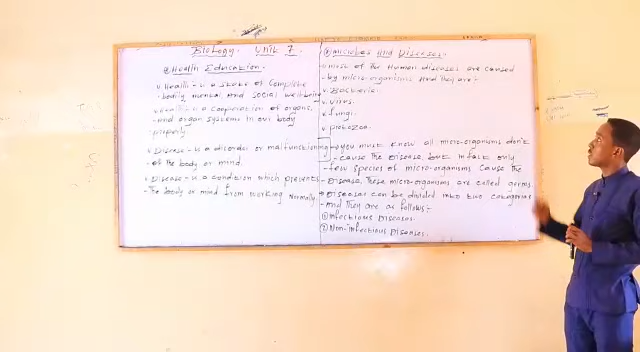 Biology. Unit 7.
Health Education.
Health - is a state of complete
bodily, mental and social wellbeing
Health - is a cooperation of organs,
and organ systems in our body
properly.
Disease - is a disorder or malfunctioning
of the body or mind.
Disease - is a condition which prevents
the body or mind from working normally.
Microbes And Diseases.
most of the Human diseases are caused
by micro-organisms And they are:-
Bacteria.
Virus.
fungi.
protozoa.
you must know all micro-organisms don't
cause the disease, but infact only
few species of micro-organisms cause the
disease, These micro-organisms are called germs
Diseases can be divided into two categories
And they are as follows:-
① Infectious Diseases.
② Non-infectious Diseases.